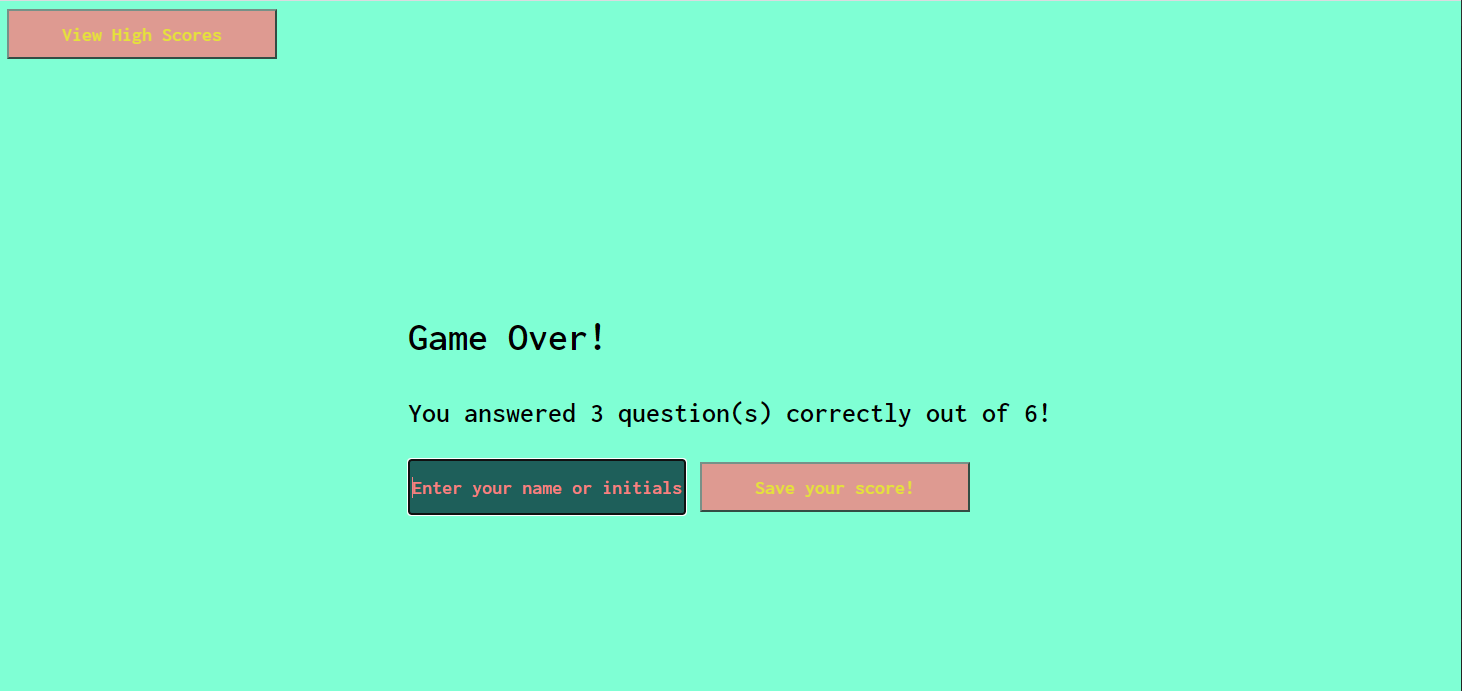 View High Scores
Game Over!
You answered 3 question(s) correctly out of 6!
Enter your name or initials
Save your score!